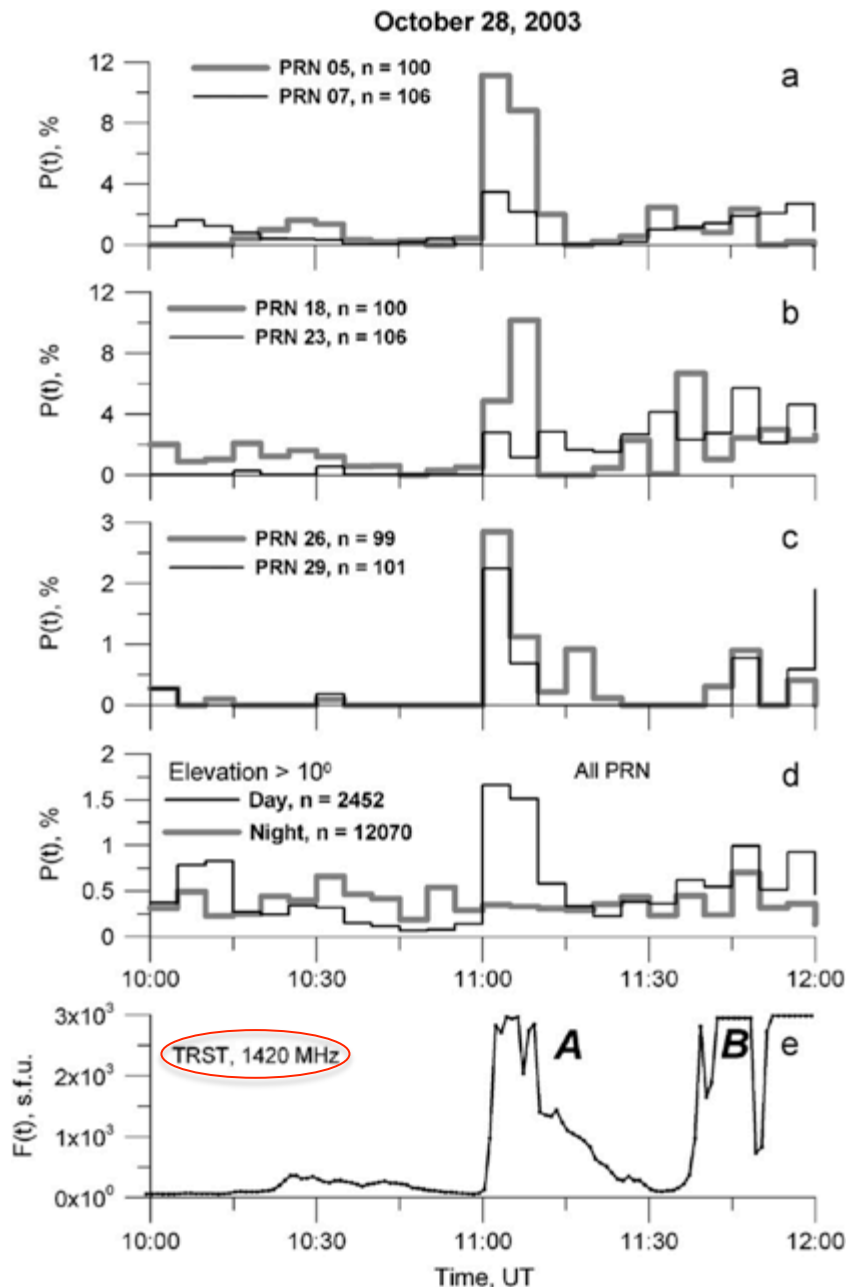 October 28, 2003
a
PRN 05, n = 100
PRN 07, n = 106
P(t), %
12
8
4
0
b
PRN 18, n = 100
PRN 23, n = 106
P(t), %
12
8
4
0
c
PRN 26, n = 99
PRN 29, n = 101
P(t), %
3
2
1
0
d
Elevation > 10⁰
All PRN
Day, n = 2452
Night, n = 12070
P(t), %
2
1.5
1
0.5
0
10:00 10:30 11:00 11:30 12:00
e
TRST, 1420 MHz
A
B
F(t), s.f.u.
3x10³
2x10³
1x10³
0x10⁰
10:00 10:30 11:00 11:30 12:00
Time, UT